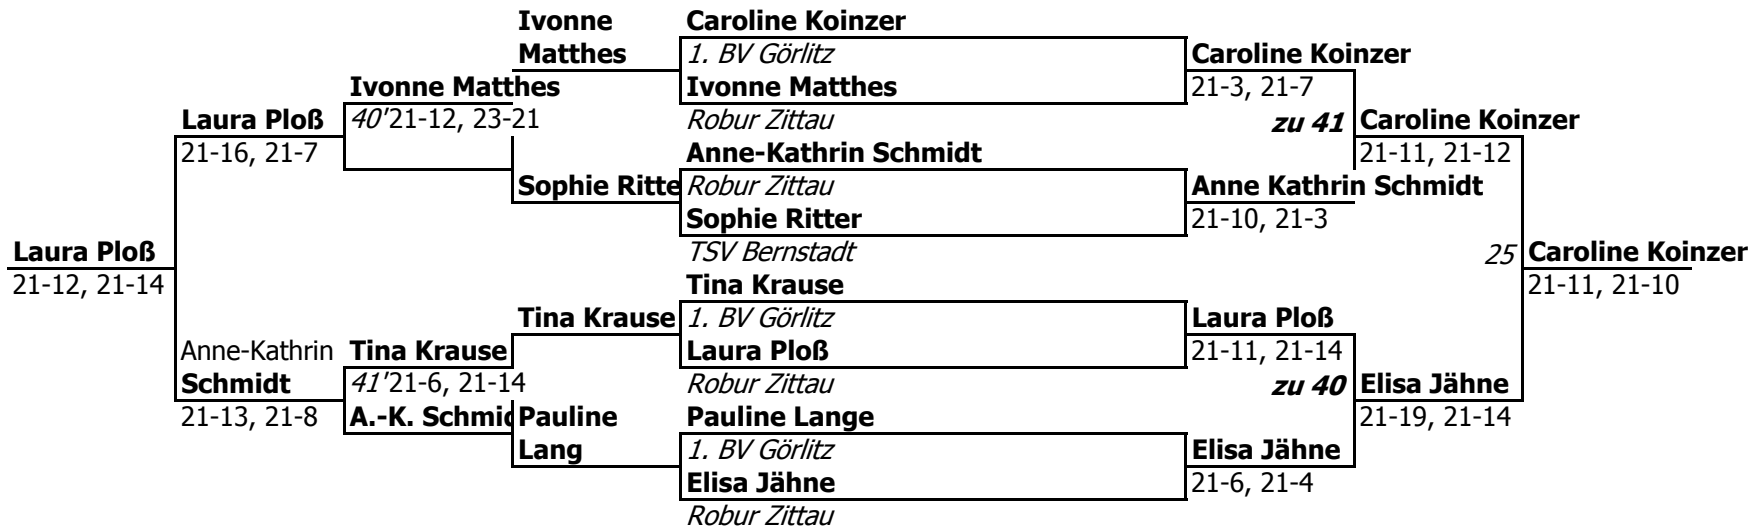 Ivonne Caroline Koinzer
Matthes 1. BV Görlitz Caroline Koinzer
Ivonne Matthes Ivonne Matthes 21-3, 21-7
Laura Ploß 40'21-12, 23-21 Robur Zittau zu 41 Caroline Koinzer
21-16, 21-7 Anne-Kathrin Schmidt 21-11, 21-12
Sophie Ritte Robur Zittau Anne Kathrin Schmidt
Sophie Ritter 21-10, 21-3
Laura Ploß TSV Bernstadt 25 Caroline Koinzer
21-12, 21-14 Tina Krause 21-11, 21-10
Tina Krause 1. BV Görlitz Laura Ploß
Anne-Kathrin Tina Krause Laura Ploß 21-11, 21-14
Schmidt 41'21-6, 21-14 Robur Zittau zu 40 Elisa Jähne
21-13, 21-8 A.-K. Schmid Pauline Pauline Lange 21-19, 21-14
Lang 1. BV Görlitz Elisa Jähne
Elisa Jähne 21-6, 21-4
Robur Zittau